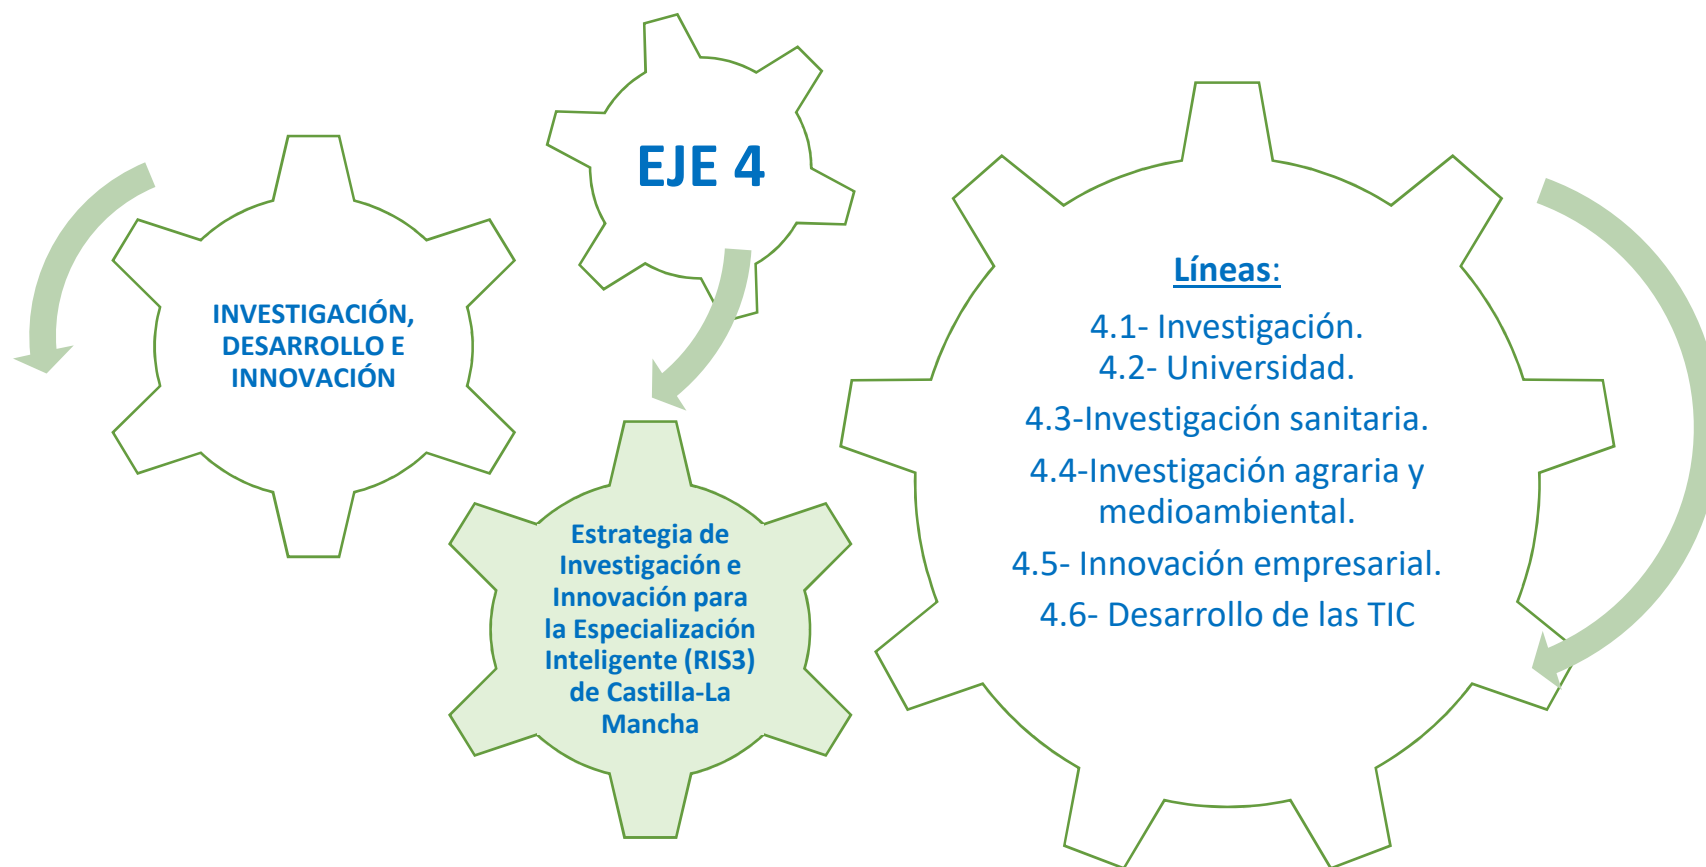 EJE 4
INVESTIGACIÓN,
DESARROLLO E
INNOVACIÓN
Estrategia de
Investigación e
Innovación para
la Especialización
Inteligente (RIS3)
de Castilla-La
Mancha
Líneas:
4.1- Investigación.
4.2- Universidad.
4.3-Investigación sanitaria.
4.4-Investigación agraria y
medioambiental.
4.5- Innovación empresarial.
4.6- Desarrollo de las TIC